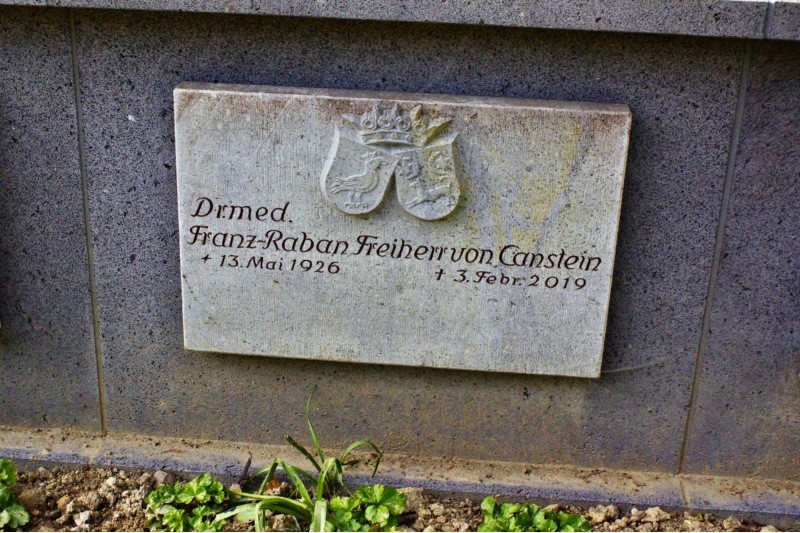 Dr.med.
Franz-Raban Freiherr von Canstein
+ 13. Mai 1926 † 3. Febr. 2019